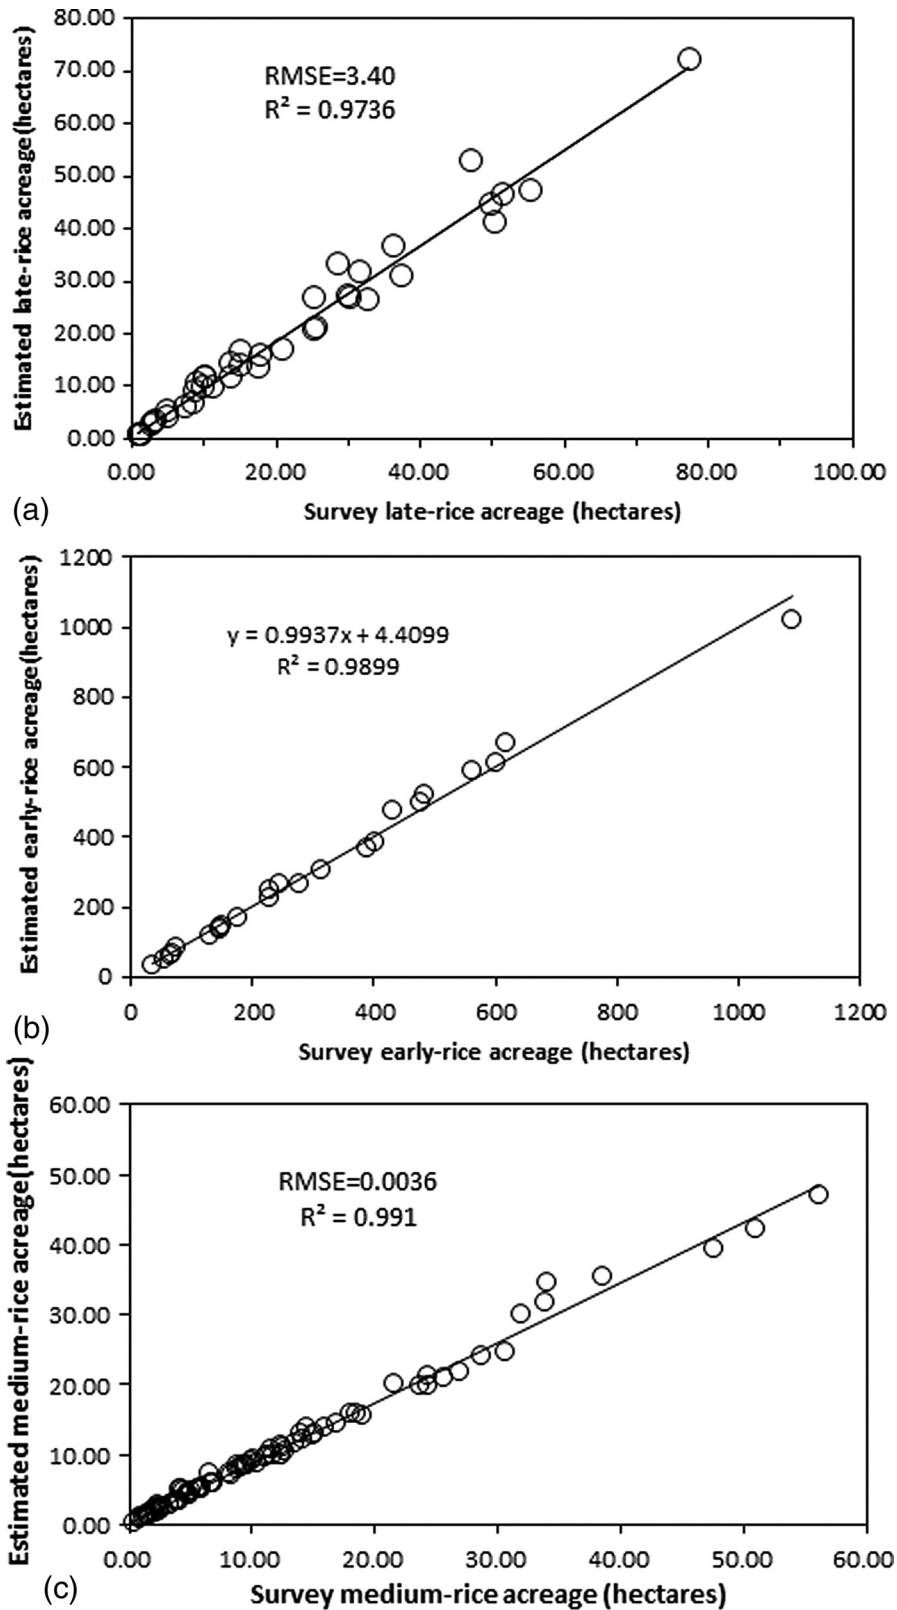 Estimated late-rice acreage(hectares)
80.00
70.00
60.00
50.00
40.00
30.00
20.00
10.00
0.00
RMSE=3.40
R² = 0.9736
0.00 20.00 40.00 60.00 80.00 100.00
Survey late-rice acreage (hectares)
(a)
Estimated early-rice acreage(hectares)
1200
1000
800
600
400
200
0
y = 0.9937x + 4.4099
R² = 0.9899
0 200 400 600 800 1000 1200
Survey early-rice acreage (hectares)
(b)
Estimated medium-rice acreage(hectares)
60.00
50.00
40.00
30.00
20.00
10.00
0.00
RMSE=0.0036
R² = 0.991
0.00 10.00 20.00 30.00 40.00 50.00 60.00
Survey medium-rice acreage (hectares)
(c)